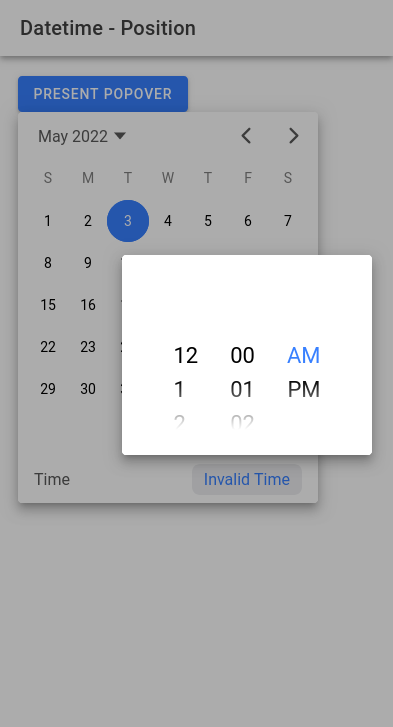 Datetime - Position
PRESENT POPOVER
May 2022
S M T W T F S
1 2 3 4 5 6 7
8 9
15 16
22 23
29 30
12 00 AM
1 01 PM
2 02
Time Invalid Time